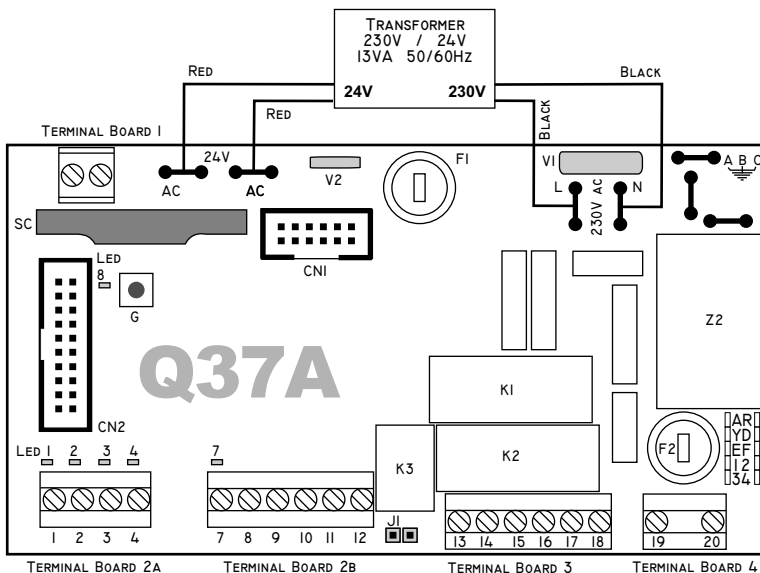 TRANSFORMER
230V / 24V
13VA 50/60Hz
24V 230V
RED
RED
BLACK
BLACK
TERMINAL BOARD 1
24V
AC
AC
V2
F1
V1
L N
230V AC
A B C
SC
LED
8
G
CN1
Z2
Q37A
CN2
K1
K2
K3
F2
AR
YD
EF
12
34
LED 1 2 3 4
7
J1
1 2 3 4
7 8 9 10 11 12
13 14 15 16 17 18
19 20
TERMINAL BOARD 2A
TERMINAL BOARD 2B
TERMINAL BOARD 3
TERMINAL BOARD 4